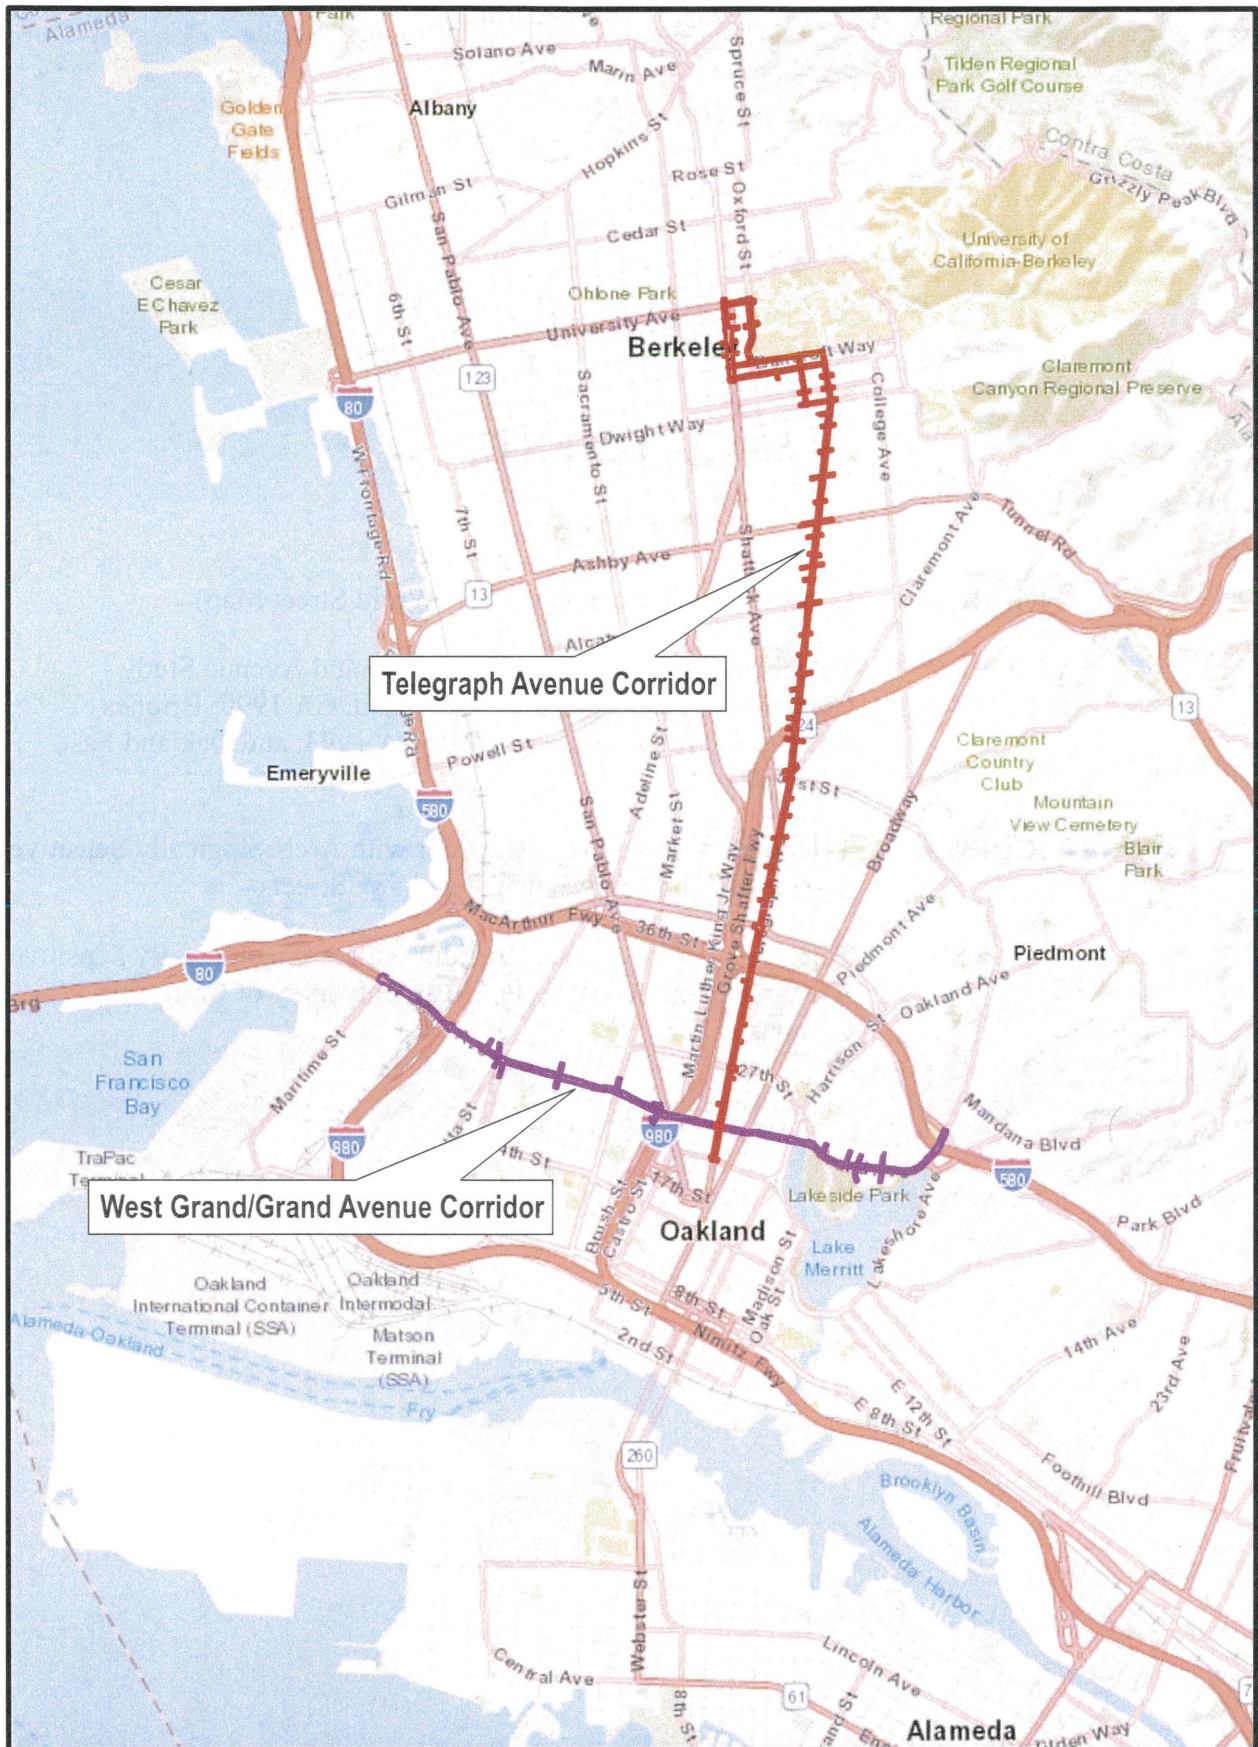 Alameda
Park
Regional Park
Solano Ave
Marin Ave
Spruce St
Tilden Regional
Park Golf Course
Golden
Gate
Fields
Albany
Hopkins St
Contra Costa
Grizzly Peak Blvd
Gilman St
Rose St
Oxford St
San Pablo Ave
Cedar St
University of
California-Berkeley
Cesar
E Chavez
Park
6th St
Ohlone Park
University Ave
Berkeley
Bancroft Way
Claremont
Canyon Regional Preserve
80
123
Sacramento St
College Ave
Dwight Way
W Frontage Rd
7th St
Tunnel Rd
Claremont Ave
Shattuck Ave
Ashby Ave
13
Telegraph Avenue Corridor
24
13
Powell St
Adeline St
Claremont
Country
Club
Emeryville
580
Market St
Broadway
Mountain
View Cemetery
Blair
Park
San Pablo Ave
Martin Luther King Jr Way
Grove Shafter Fwy
MacArthur Fwy
36th St
Piedmont Ave
Piedmont
80
Brg
Oakland Ave
Harrison St
San
Francisco
Bay
Maritime St
27th St
Mandana Blvd
880
980
580
TraPac
17th St
Lakeside Park
West Grand/Grand Avenue Corridor
Brush St
Castro St
Oakland
Lakeshore Ave
Park Blvd
Lake
Merritt
Madison St
Oak St
Oakland
International Container
Terminal (SSA)
Oakland
Intermodal
5th St
8th St
Matson
Terminal
(SSA)
2nd St
Nimitz Fwy
14th Ave
23rd Ave
Alameda-Oakland
Fry
E 12th St
E 8th St
260
Foothill Blvd
Brooklyn Basin
Alameda Harbor
Webster St
Lincoln Ave
Central Ave
8th St
61
Alameda